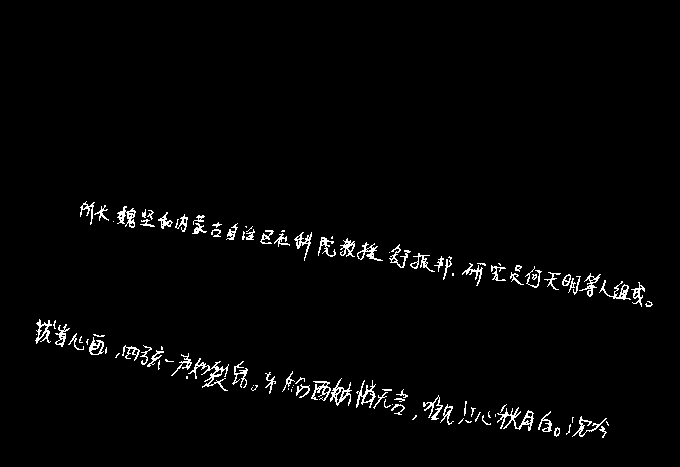 所长魏坚和内蒙古自治区社科院教授舒振邦、研究员何天明等人组成。
拨当心画,四弦一声如裂帛。东船西舫悄无言,唯见江心秋月白。沉吟